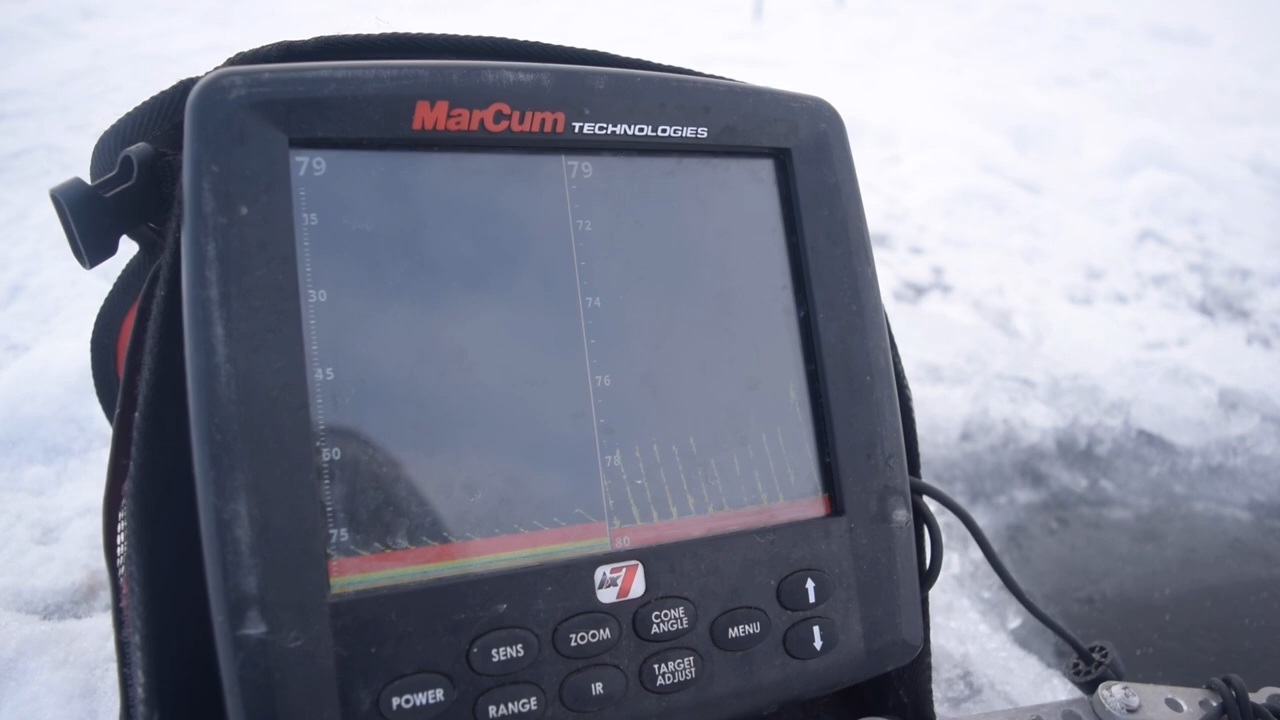 MarCum TECHNOLOGIES
79
15
30
45
60
75
79
72
74
76
78
80
Lx7
SENS
ZOOM
CONE ANGLE
MENU
POWER
RANGE
IR
TARGET ADJUST